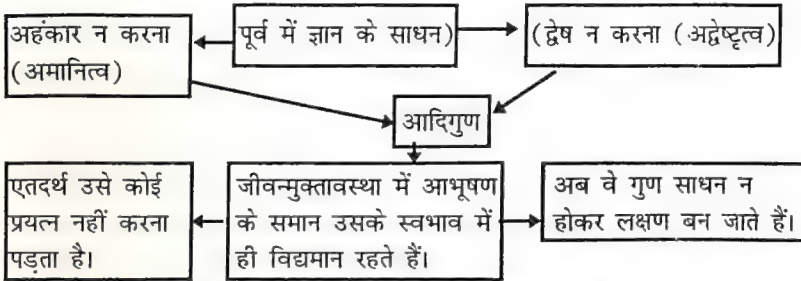 अहंकार न करना
(अमानित्व)
पूर्व में ज्ञान के साधन)
(द्वेष न करना (अद्वेष्टृत्व)
आदिगुण
एतदर्थ उसे कोई
प्रयत्न नहीं करना
पड़ता है।
जीवन्मुक्तावस्था में आभूषण
के समान उसके स्वभाव में
ही विद्यमान रहते हैं।
अब वे गुण साधन न
होकर लक्षण बन जाते हैं।